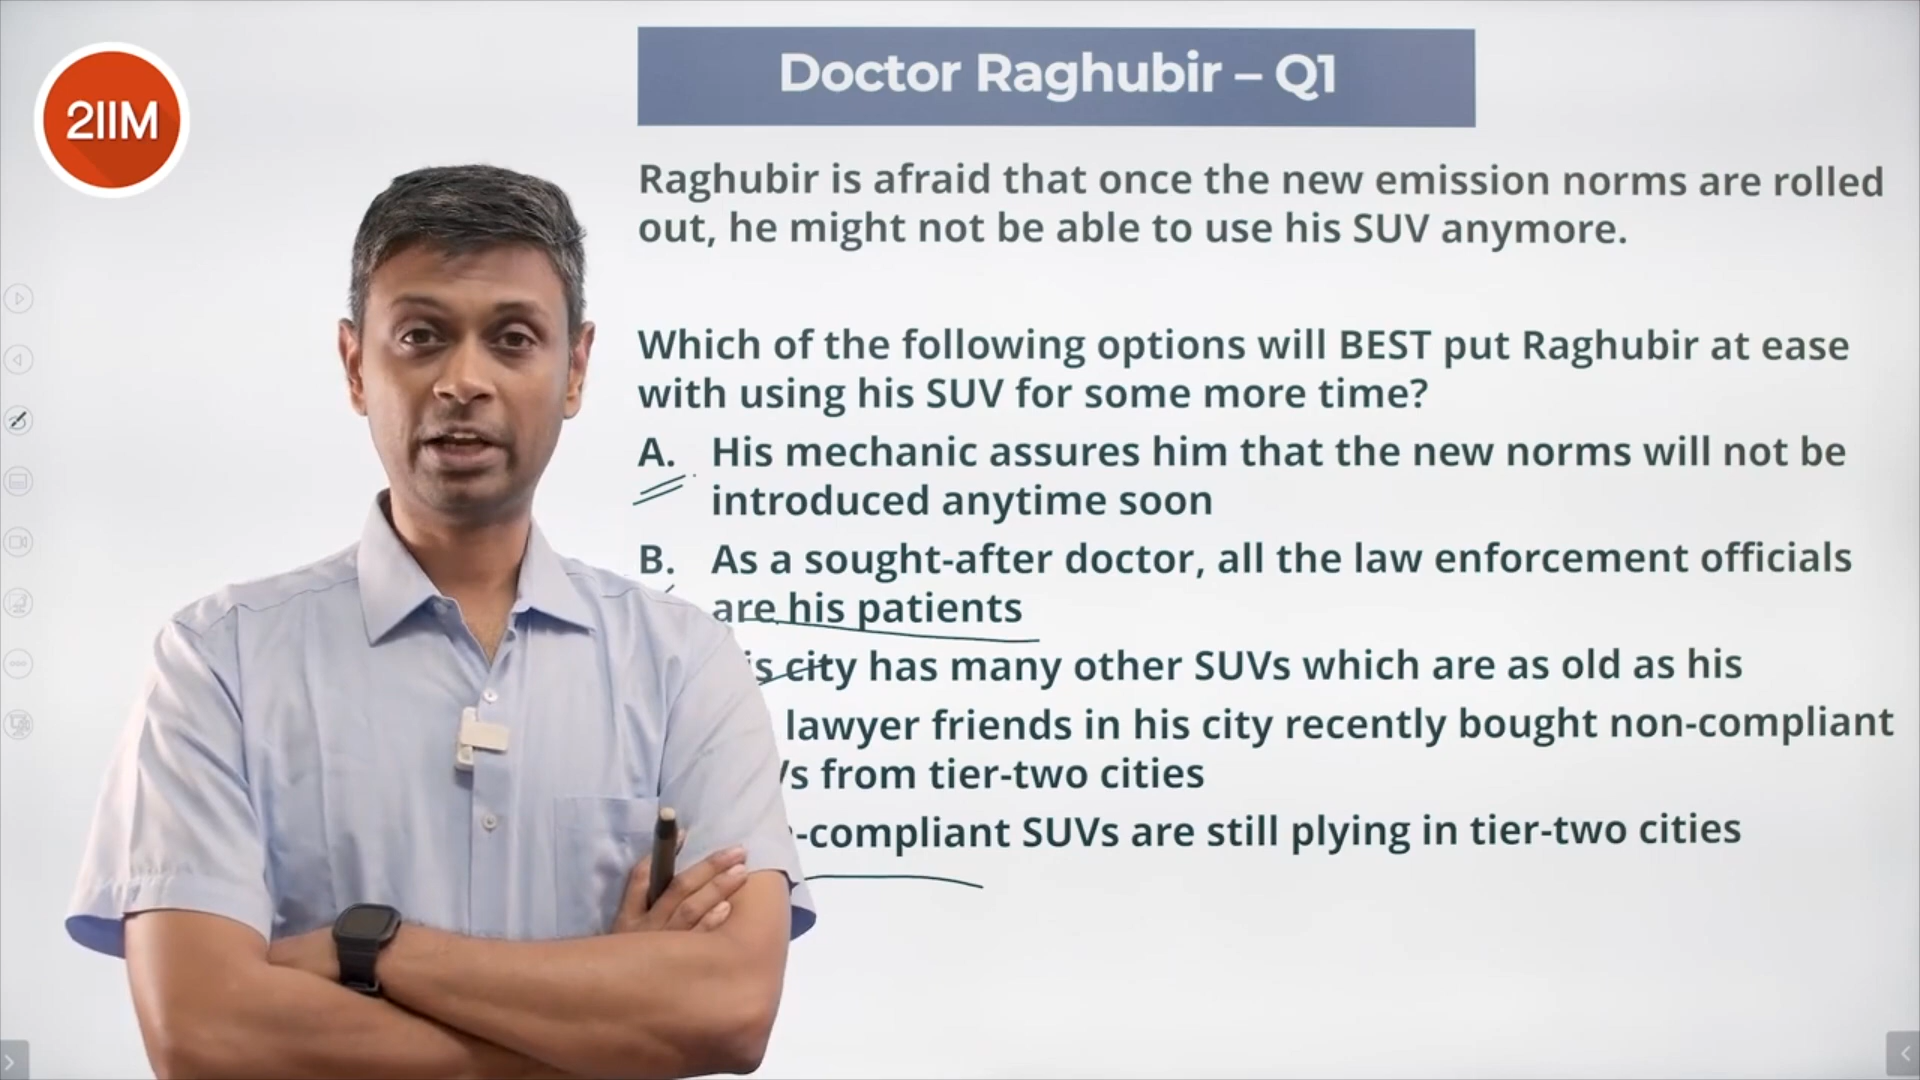 2IIM
Doctor Raghubir – Q1
Raghubir is afraid that once the new emission norms are rolled
out, he might not be able to use his SUV anymore.
Which of the following options will BEST put Raghubir at ease
with using his SUV for some more time?
A. His mechanic assures him that the new norms will not be
introduced anytime soon
B. As a sought-after doctor, all the law enforcement officials
are his patients
city has many other SUVs which are as old as his
lawyer friends in his city recently bought non-compliant
from tier-two cities
-compliant SUVs are still plying in tier-two cities